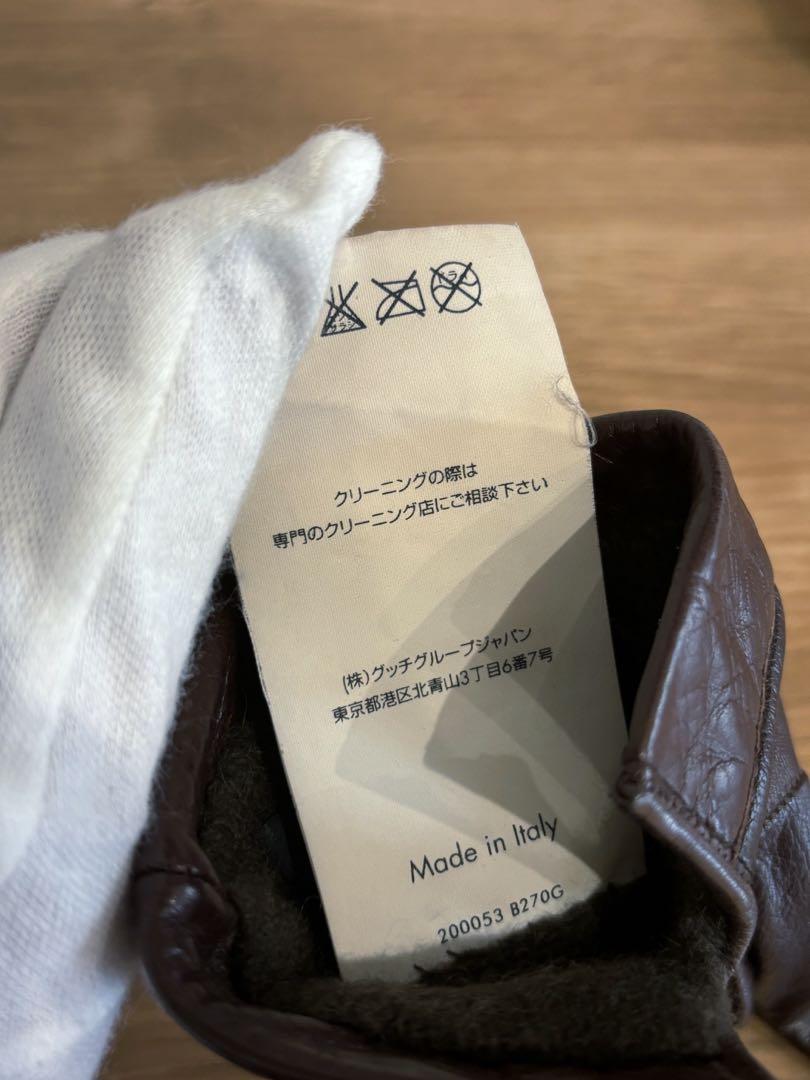 クリーニングの際は
専門のクリーニング店にご相談下さい
(株)グッチグループジャパン
東京都港区北青山3丁目6番7号
Made in Italy
200053 B270G